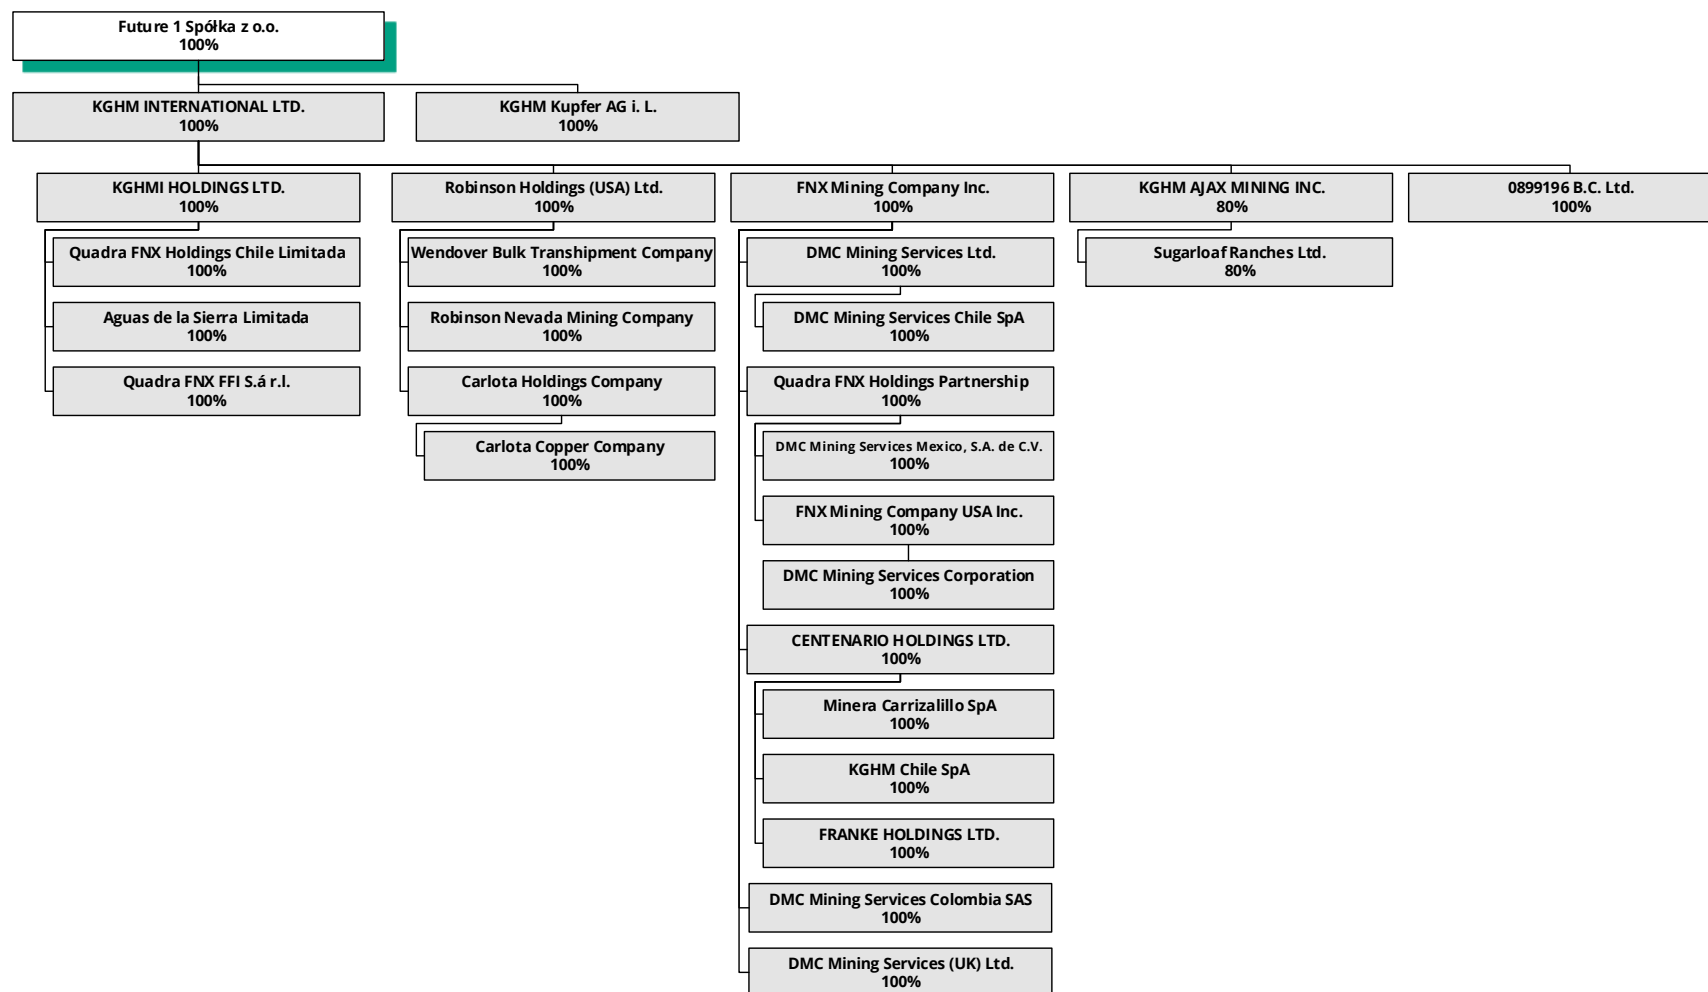 Future 1 Spółka z o.o.
100%
KGHM INTERNATIONAL LTD.
100%
KGHM Kupfer AG i. L.
100%
KGHMI HOLDINGS LTD.
100%
Robinson Holdings (USA) Ltd.
100%
FNX Mining Company Inc.
100%
KGHM AJAX MINING INC.
80%
0899196 B.C. Ltd.
100%
Quadra FNX Holdings Chile Limitada
100%
Aguas de la Sierra Limitada
100%
Quadra FNX FFI S.á r.l.
100%
Wendover Bulk Transhipment Company
100%
Robinson Nevada Mining Company
100%
Carlota Holdings Company
100%
Carlota Copper Company
100%
DMC Mining Services Ltd.
100%
DMC Mining Services Chile SpA
100%
Quadra FNX Holdings Partnership
100%
DMC Mining Services Mexico, S.A. de C.V.
100%
FNX Mining Company USA Inc.
100%
DMC Mining Services Corporation
100%
CENTENARIO HOLDINGS LTD.
100%
Minera Carrizalillo SpA
100%
KGHM Chile SpA
100%
FRANKE HOLDINGS LTD.
100%
DMC Mining Services Colombia SAS
100%
DMC Mining Services (UK) Ltd.
100%
Sugarloaf Ranches Ltd.
80%